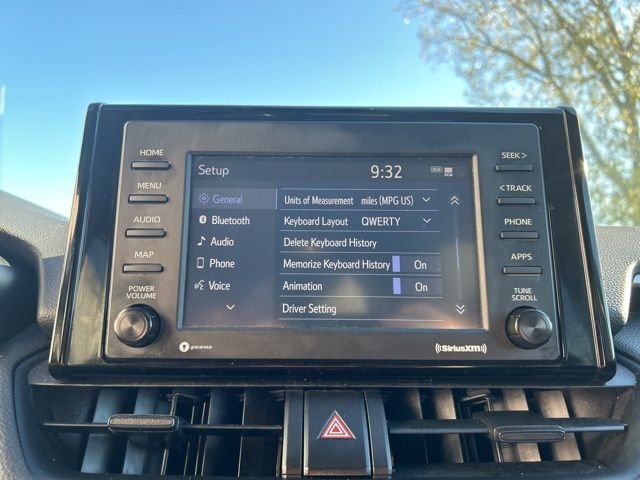 HOME
MENU
AUDIO
MAP
POWER
VOLUME
Setup 9:32
General
Bluetooth
Audio
Phone
Voice
Units of Measurement miles (MPG US)
Keyboard Layout QWERTY
Delete Keyboard History
Memorize Keyboard History On
Animation On
Driver Setting
SEEK>
<TRACK
PHONE
APPS
TUNE
SCROLL
gracenote
((SiriusXM))